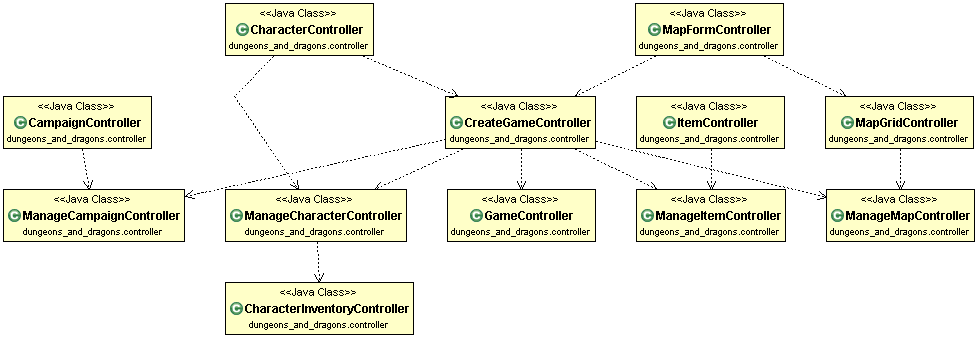 <<Java Class>>
CharacterController
dungeons_and_dragons.controller
<<Java Class>>
MapFormController
dungeons_and_dragons.controller
<<Java Class>>
CampaignController
dungeons_and_dragons.controller
<<Java Class>>
CreateGameController
dungeons_and_dragons.controller
<<Java Class>>
ItemController
dungeons_and_dragons.controller
<<Java Class>>
MapGridController
dungeons_and_dragons.controller
<<Java Class>>
ManageCampaignController
dungeons_and_dragons.controller
<<Java Class>>
ManageCharacterController
dungeons_and_dragons.controller
<<Java Class>>
GameController
dungeons_and_dragons.controller
<<Java Class>>
ManageItemController
dungeons_and_dragons.controller
<<Java Class>>
ManageMapController
dungeons_and_dragons.controller
<<Java Class>>
CharacterInventoryController
dungeons_and_dragons.controller